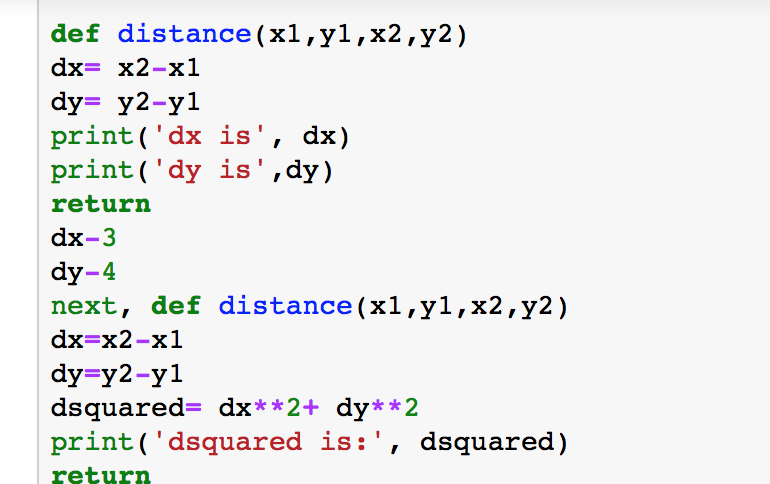 def distance(x1,y1,x2,y2)
dx= x2-x1
dy= y2-y1
print('dx is', dx)
print('dy is',dy)
return
dx-3
dy-4
next, def distance(x1,y1,x2,y2)
dx=x2-x1
dy=y2-y1
dsquared= dx**2+ dy**2
print('dsquared is:', dsquared)
return